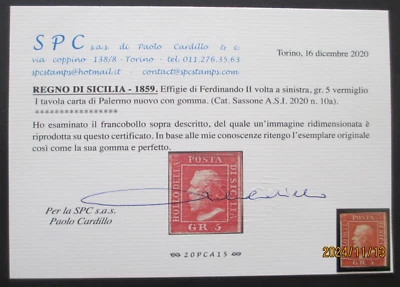 S P C s.a.s. di Paolo Cardillo & c.
via coppino 138/8 - Torino - tel. 011.276.35.63
spcstamps@hotmail.it - contact@spcstamps.com
Torino, 16 dicembre 2020
REGNO DI SICILIA - 1859. Effigie di Ferdinando II volta a sinistra, gr. 5 vermiglio
I tavola carta di Palermo nuovo con gomma. (Cat. Sassone A.S.I. 2020 n. 10a).
Ho esaminato il francobollo sopra descritto, del quale un'immagine ridimensionata è
riprodotta su questo certificato. In base alle mie conoscenze ritengo l'esemplare originale
così come la sua gomma e perfetto.
BOLLO DELLA
POSTA
DI SICILIA
GR. 5
Per la SPC s.a.s.
Paolo Cardillo
20PCA15
POSTA
GR. 5
2024/11/13